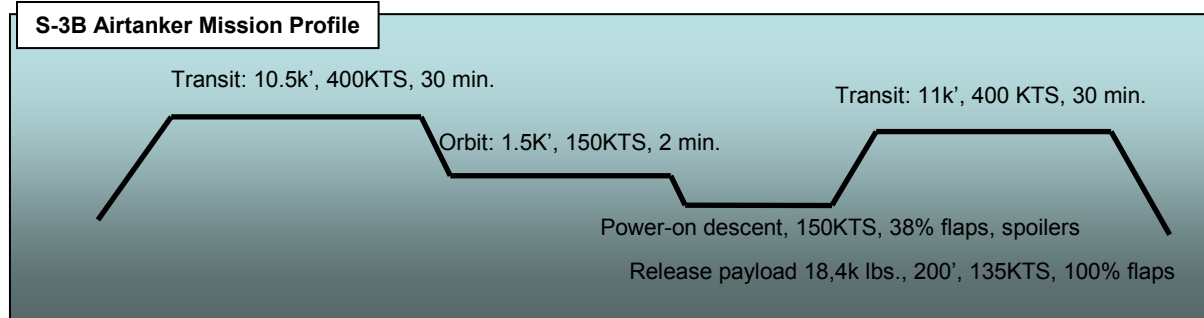 S-3B Airtanker Mission Profile
Transit: 10.5k’, 400KTS, 30 min.
Transit: 11k’, 400 KTS, 30 min.
Orbit: 1.5K’, 150KTS, 2 min.
Power-on descent, 150KTS, 38% flaps, spoilers
Release payload 18,4k lbs., 200’, 135KTS, 100% flaps